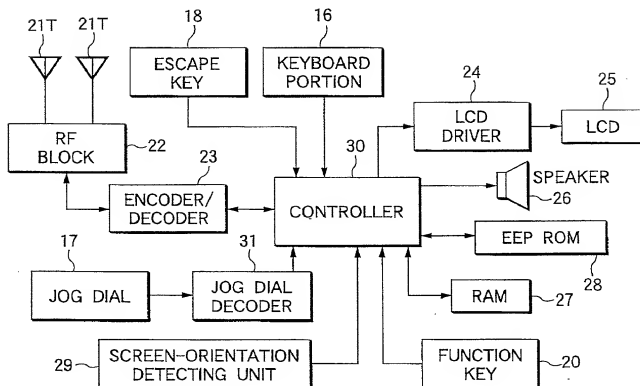 21T 21T
18
16
ESCAPE
KEY
KEYBOARD
PORTION
24
25
LCD
DRIVER
LCD
RF
BLOCK
22
23
30
ENCODER/
DECODER
CONTROLLER
SPEAKER
26
EEP ROM
28
17
31
JOG DIAL
JOG DIAL
DECODER
RAM
27
29
SCREEN-ORIENTATION
DETECTING UNIT
FUNCTION
KEY
20